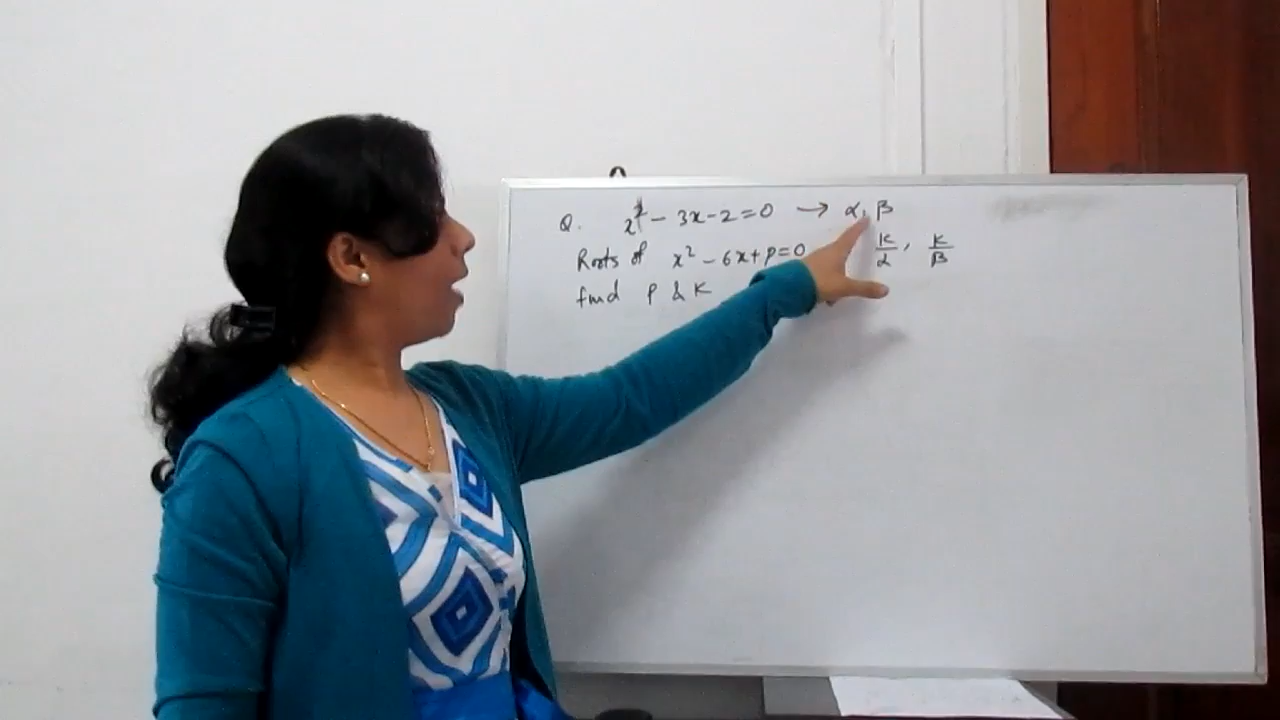 Q. x² - 3x - 2 = 0 → α, β
Roots of x² - 6x + p = 0 K/α, K/β
find p & K